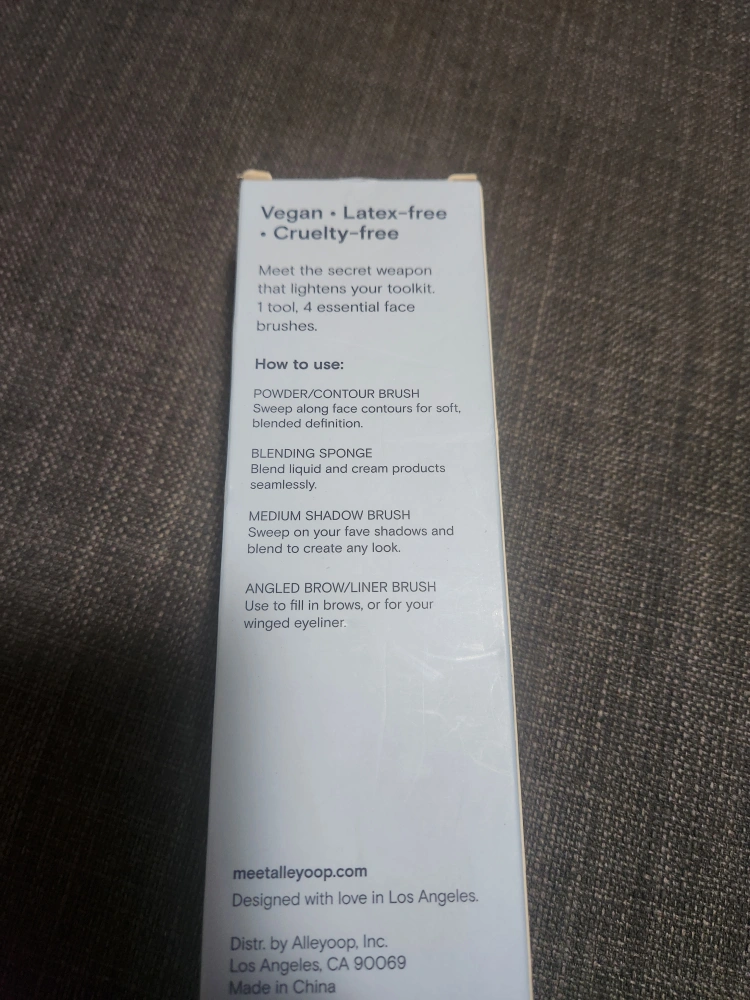 Vegan • Latex-free
• Cruelty-free
Meet the secret weapon
that lightens your toolkit.
1 tool, 4 essential face
brushes.
How to use:
POWDER/CONTOUR BRUSH
Sweep along face contours for soft,
blended definition.
BLENDING SPONGE
Blend liquid and cream products
seamlessly.
MEDIUM SHADOW BRUSH
Sweep on your fave shadows and
blend to create any look.
ANGLED BROW/LINER BRUSH
Use to fill in brows, or for your
winged eyeliner.
meetalleyoop.com
Designed with love in Los Angeles.
Distr. by Alleyoop, Inc.
Los Angeles, CA 90069
Made in China